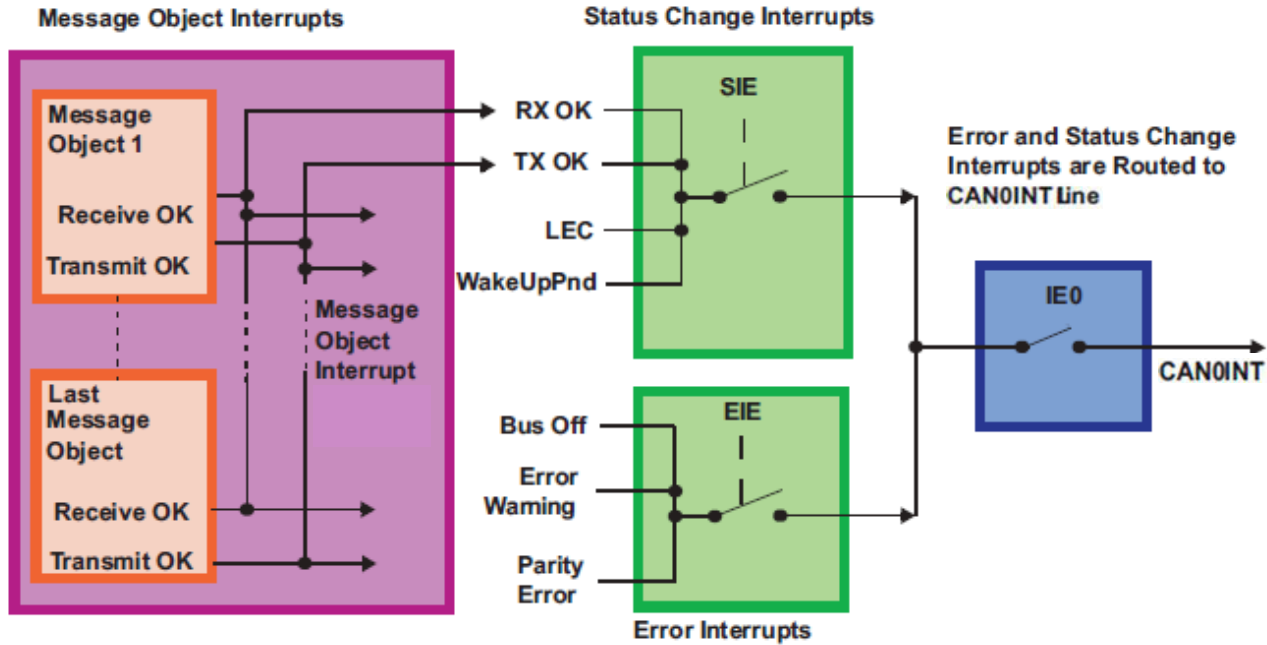 Message Object Interrupts
Message
Object 1
Receive OK
Transmit OK
Message
Object
Interrupt
Last
Message
Object
Receive OK
Transmit OK
Status Change Interrupts
SIE
RX OK
TX OK
LEC
WakeUpPnd
EIE
Bus Off
Error
Warning
Parity
Error
Error Interrupts
Error and Status Change
Interrupts are Routed to
CAN0INT Line
IE0
CAN0INT